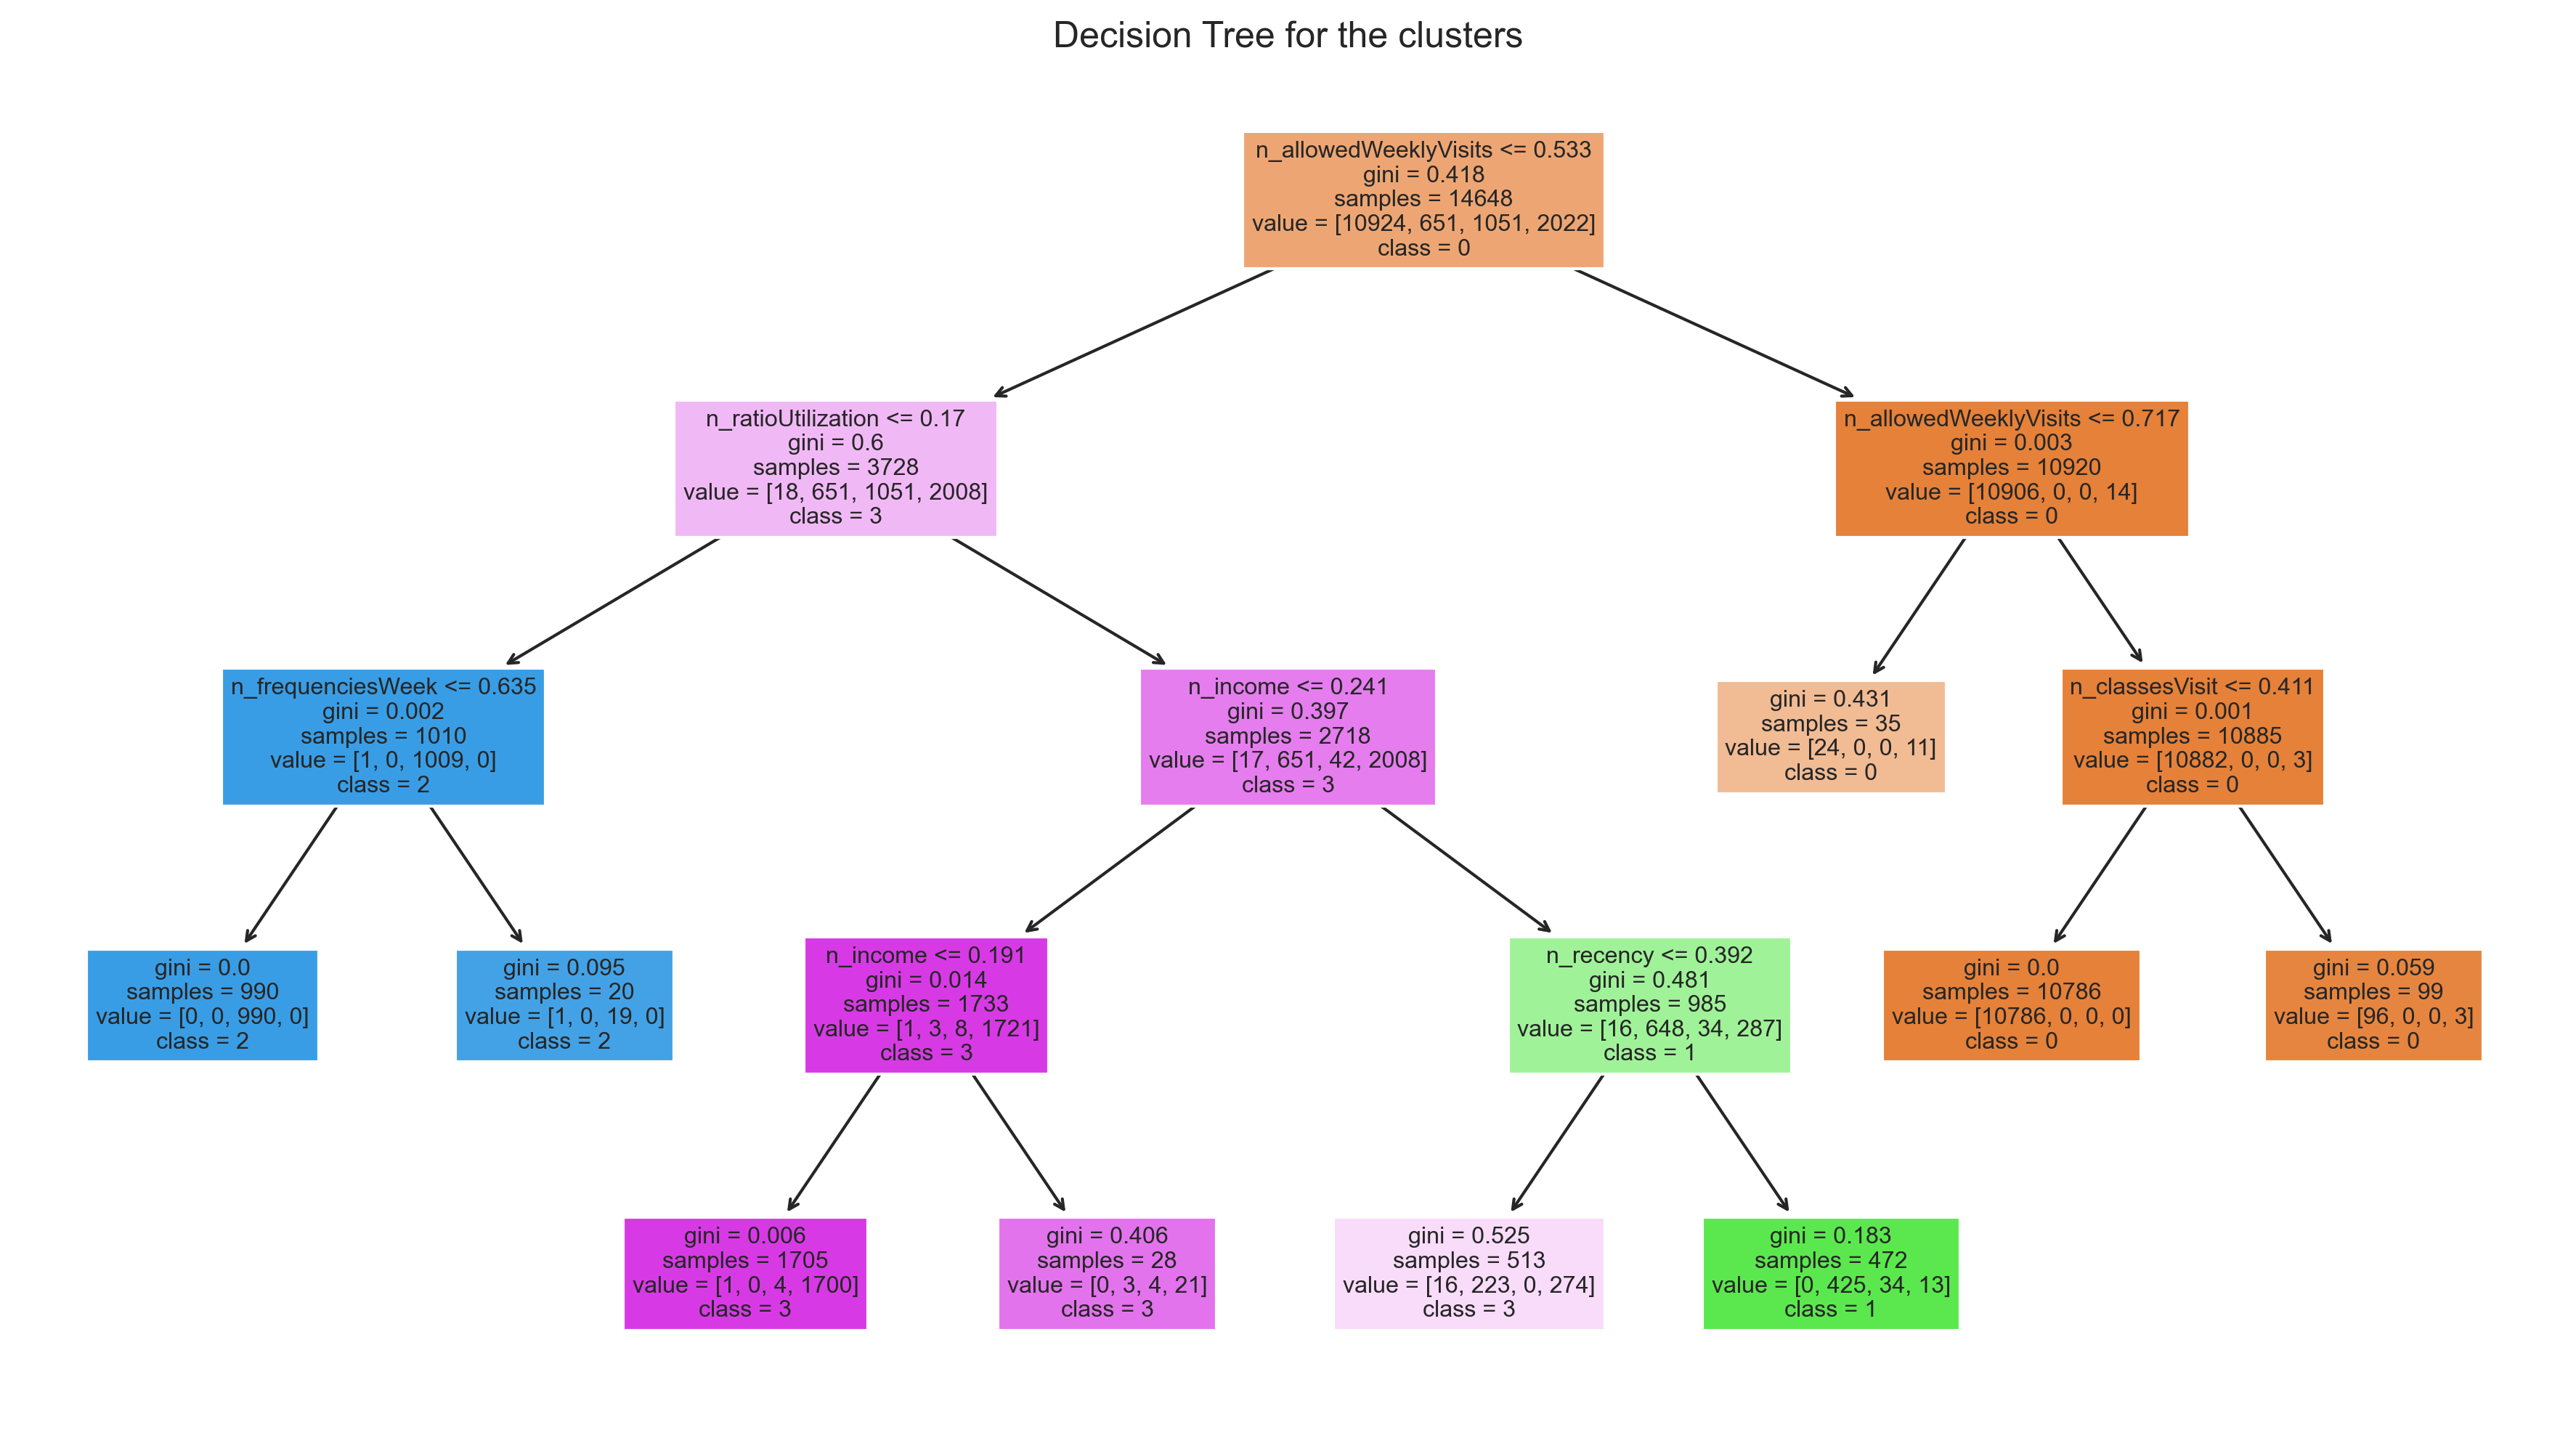 Decision Tree for the clusters
n_allowedWeeklyVisits <= 0.533
gini = 0.418
samples = 14648
value = [10924, 651, 1051, 2022]
class = 0
n_ratioUtilization <= 0.17
gini = 0.6
samples = 3728
value = [18, 651, 1051, 2008]
class = 3
n_allowedWeeklyVisits <= 0.717
gini = 0.003
samples = 10920
value = [10906, 0, 0, 14]
class = 0
n_frequenciesWeek <= 0.635
gini = 0.002
samples = 1010
value = [1, 0, 1009, 0]
class = 2
n_income <= 0.241
gini = 0.397
samples = 2718
value = [17, 651, 42, 2008]
class = 3
gini = 0.431
samples = 35
value = [24, 0, 0, 11]
class = 0
n_classesVisit <= 0.411
gini = 0.001
samples = 10885
value = [10882, 0, 0, 3]
class = 0
gini = 0.0
samples = 990
value = [0, 0, 990, 0]
class = 2
gini = 0.095
samples = 20
value = [1, 0, 19, 0]
class = 2
n_income <= 0.191
gini = 0.014
samples = 1733
value = [1, 3, 8, 1721]
class = 3
n_recency <= 0.392
gini = 0.481
samples = 985
value = [16, 648, 34, 287]
class = 1
gini = 0.0
samples = 10786
value = [10786, 0, 0, 0]
class = 0
gini = 0.059
samples = 99
value = [96, 0, 0, 3]
class = 0
gini = 0.006
samples = 1705
value = [1, 0, 4, 1700]
class = 3
gini = 0.406
samples = 28
value = [0, 3, 4, 21]
class = 3
gini = 0.525
samples = 513
value = [16, 223, 0, 274]
class = 3
gini = 0.183
samples = 472
value = [0, 425, 34, 13]
class = 1